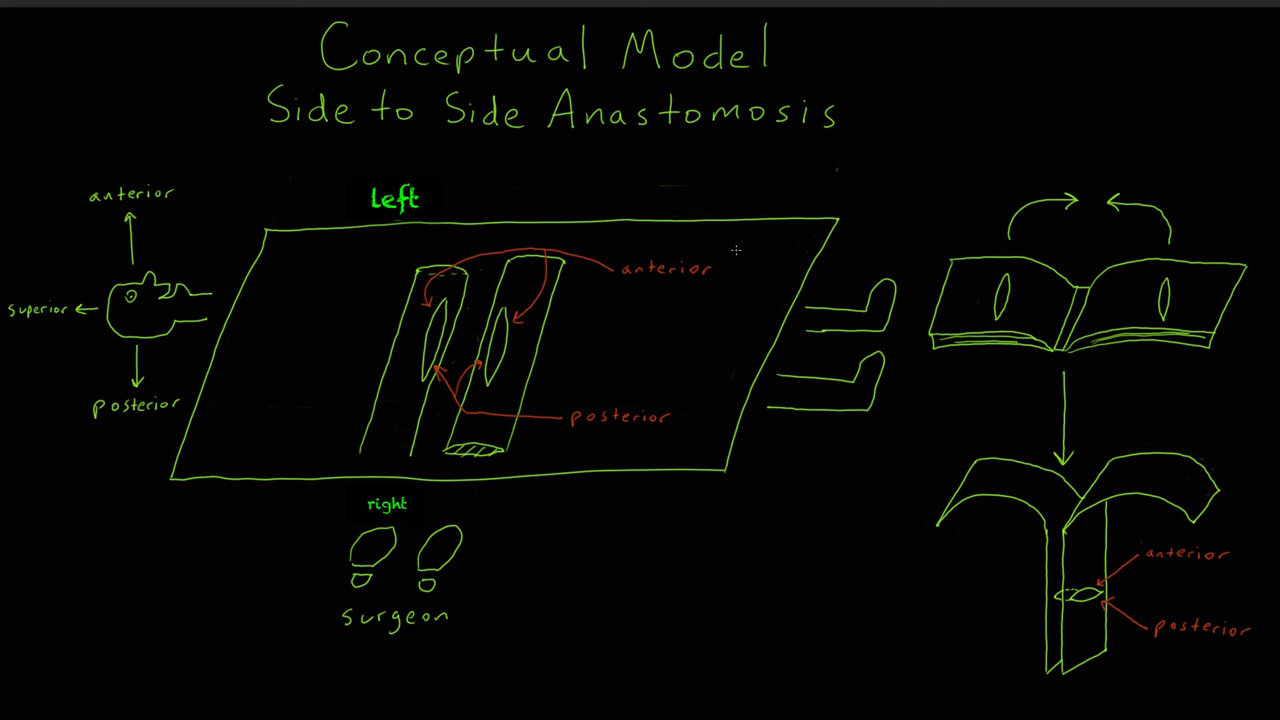 Conceptual Model
Side to Side Anastomosis
anterior
superior
posterior
left
anterior
posterior
right
surgeon
anterior
posterior